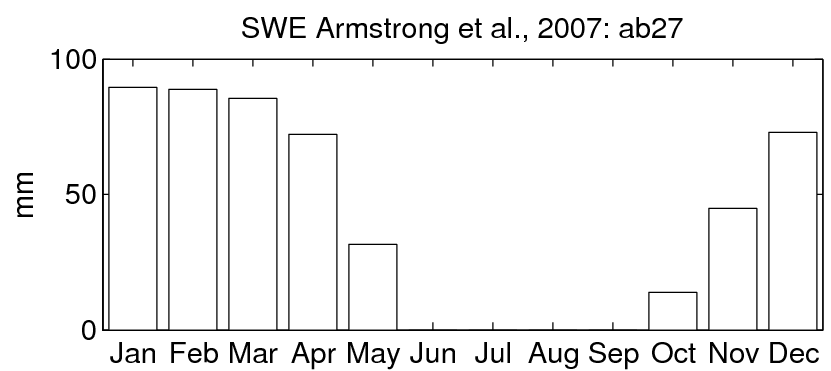 SWE Armstrong et al., 2007: ab27
100
50
0
mm
Jan Feb Mar Apr May Jun Jul Aug Sep Oct Nov Dec